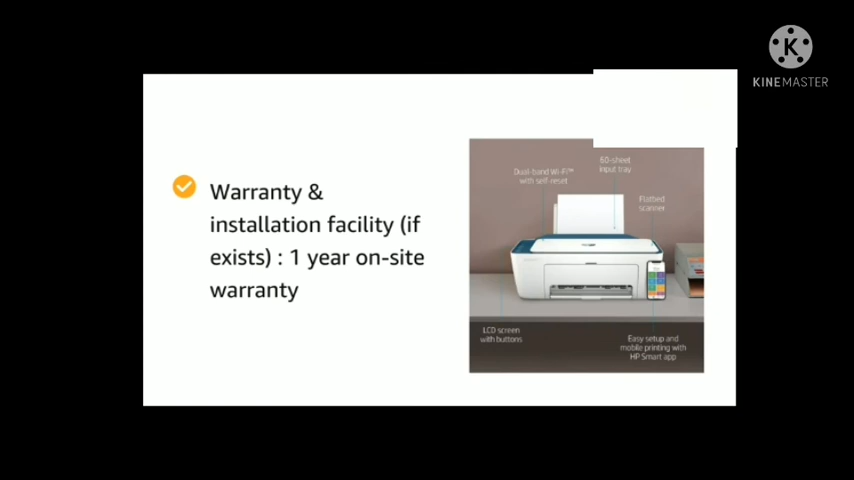 KINEMASTER
Warranty &
installation facility (if
exists) : 1 year on-site
warranty
60-sheet
input tray
Dual-band Wi-Fi™
with self-reset
Flatbed
scanner
LCD screen
with buttons
Easy setup and
mobile printing with
HP Smart app